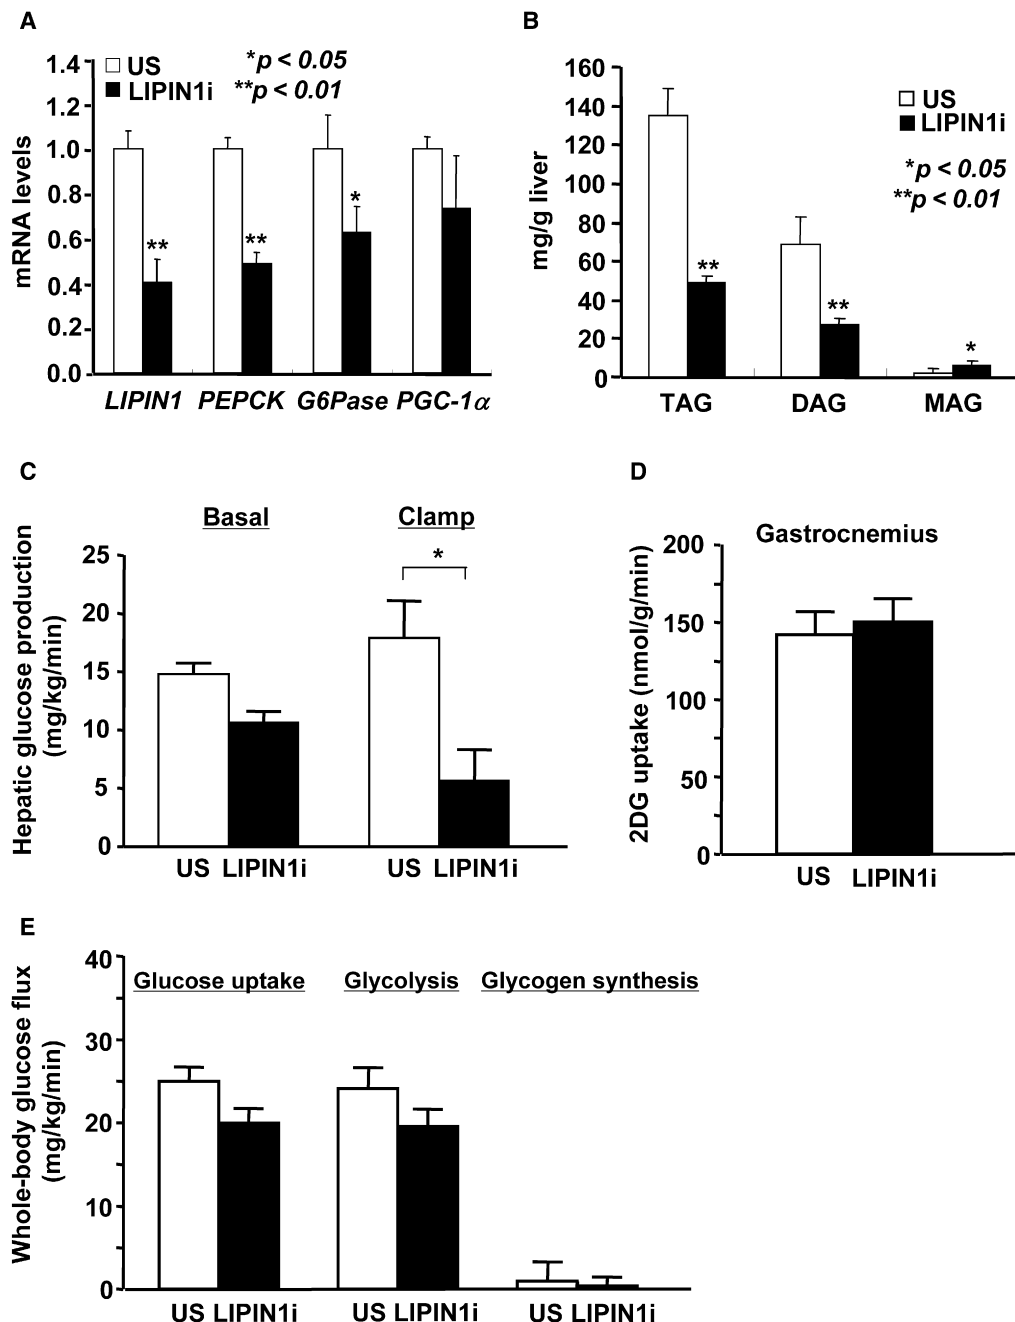 A
US
LIPIN1i
*p < 0.05
**p < 0.01
mRNA levels
1.4
1.2
1.0
0.8
0.6
0.4
0.2
0.0
**
**
*
LIPIN1 PEPCK G6Pase PGC-1α
B
US
LIPIN1i
*p < 0.05
**p < 0.01
mg/g liver
160
140
120
100
80
60
40
20
0
**
**
*
TAG DAG MAG
C
Basal Clamp
Hepatic glucose production
(mg/kg/min)
25
20
15
10
5
0
*
US LIPIN1i US LIPIN1i
D
Gastrocnemius
2DG uptake (nmol/g/min)
200
150
100
50
0
US LIPIN1i
E
Whole-body glucose flux
(mg/kg/min)
40
30
20
10
0
Glucose uptake Glycolysis Glycogen synthesis
US LIPIN1i US LIPIN1i US LIPIN1i